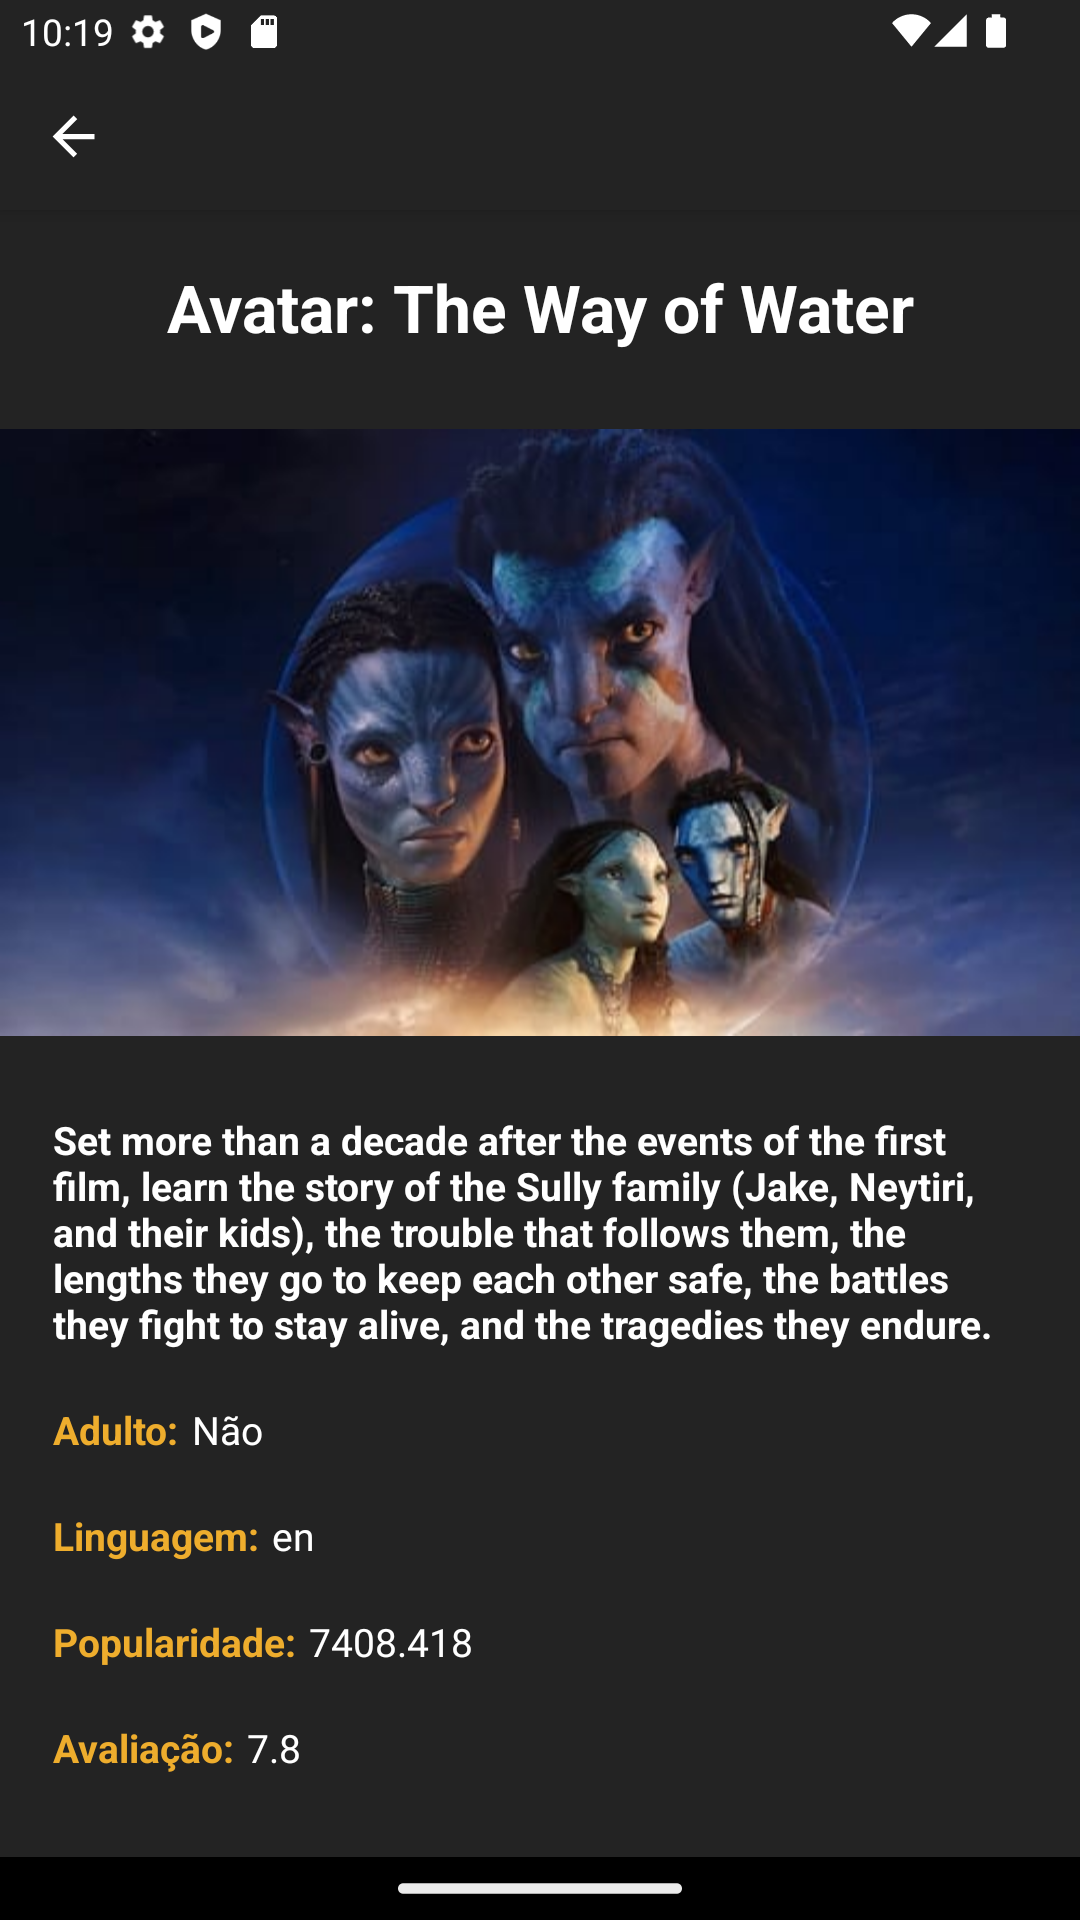 10:19
Avatar: The Way of Water
Set more than a decade after the events of the first
film, learn the story of the Sully family (Jake, Neytiri,
and their kids), the trouble that follows them, the
lengths they go to keep each other safe, the battles
they fight to stay alive, and the tragedies they endure.
Adulto: Não
Linguagem: en
Popularidade: 7408.418
Avaliação: 7.8